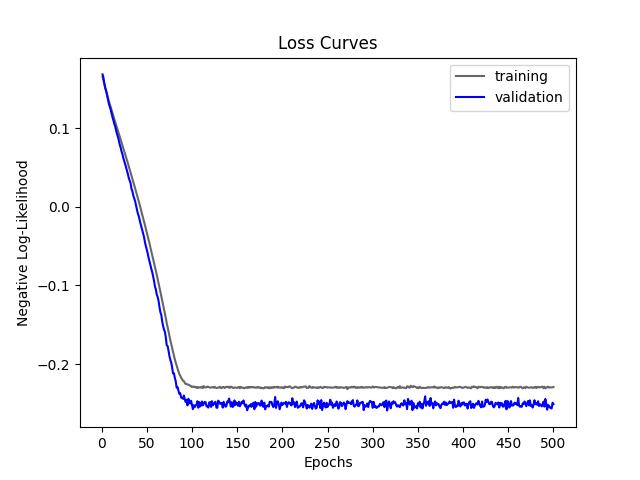 Loss Curves
training
validation
Negative Log-Likelihood
0.1
0.0
−0.1
−0.2
0 50 100 150 200 250 300 350 400 450 500
Epochs